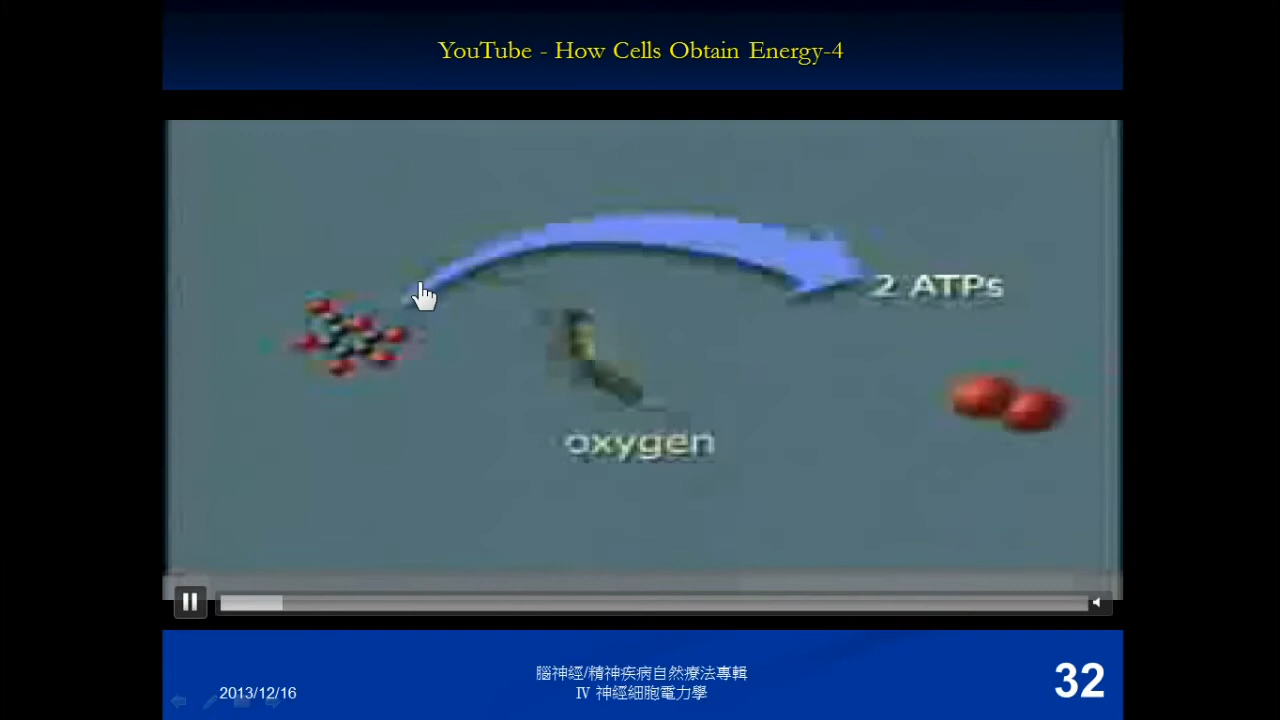 YouTube - How Cells Obtain Energy-4
2 ATPs
oxygen
腦神經/精神疾病自然療法專輯
IV 神經細胞電力學
2013/12/16
32